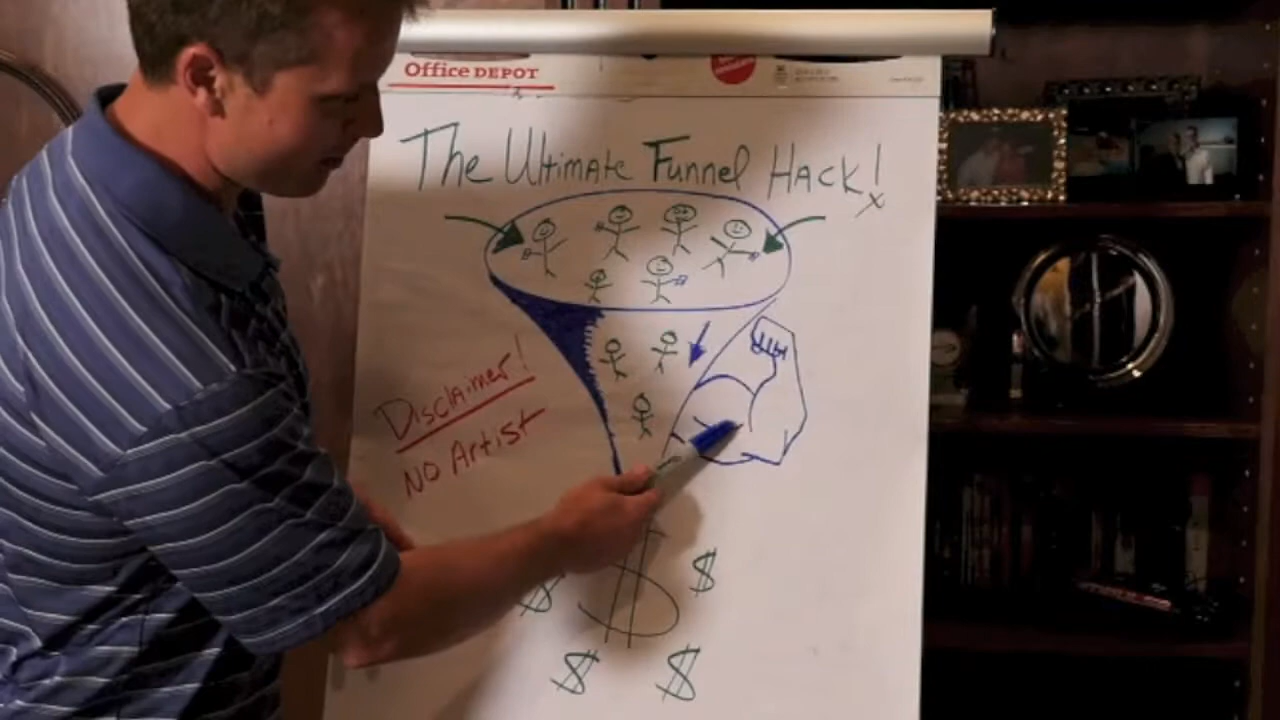 Office DEPOT
The Ultimate Funnel Hack!
x
Disclaimer!
No Artist
$
$ $
$ $